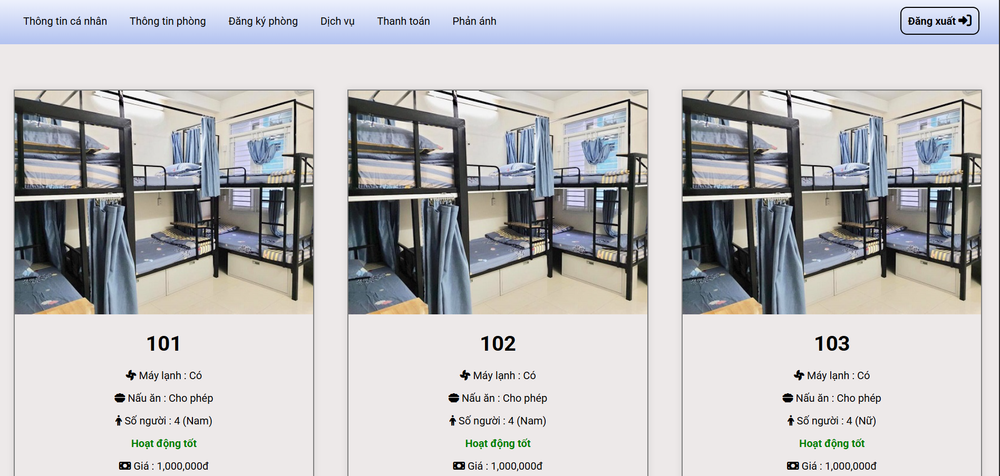 Thông tin cá nhân Thông tin phòng Đăng ký phòng Dịch vụ Thanh toán Phản ánh Đăng xuất
101
Máy lạnh : Có
Nấu ăn : Cho phép
Số người : 4 (Nam)
Hoạt động tốt
Giá : 1,000,000đ
102
Máy lạnh : Có
Nấu ăn : Cho phép
Số người : 4 (Nam)
Hoạt động tốt
Giá : 1,000,000đ
103
Máy lạnh : Có
Nấu ăn : Cho phép
Số người : 4 (Nữ)
Hoạt động tốt
Giá : 1,000,000đ